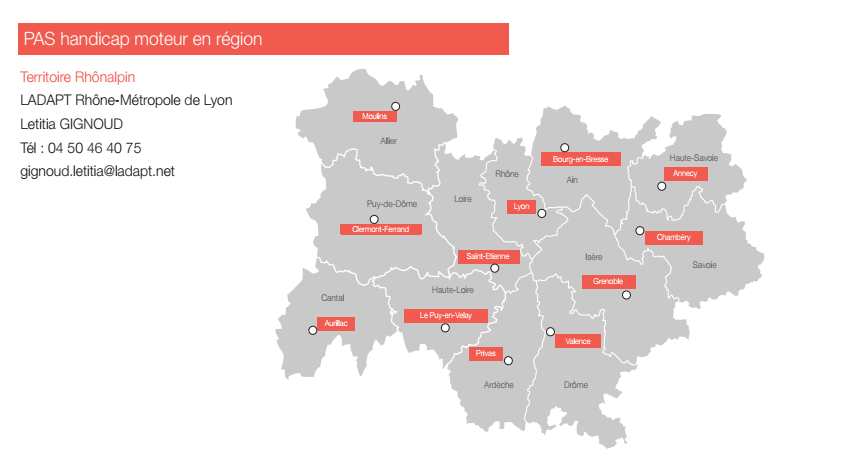 PAS handicap moteur en région
Territoire Rhônalpin
LADAPT Rhône-Métropole de Lyon
Letitia GIGNOUD
Tél : 04 50 46 40 75
gignoud.letitia@ladapt.net
Moulins
Allier
Bourg-en-Bresse
Ain
Haute-Savoie
Annecy
Rhône
Loire
Lyon
Puy-de-Dôme
Clermont-Ferrand
Chambéry
Savoie
Saint-Etienne
Isère
Grenoble
Haute-Loire
Le Puy-en-Velay
Cantal
Aurillac
Valence
Privas
Ardèche
Drôme